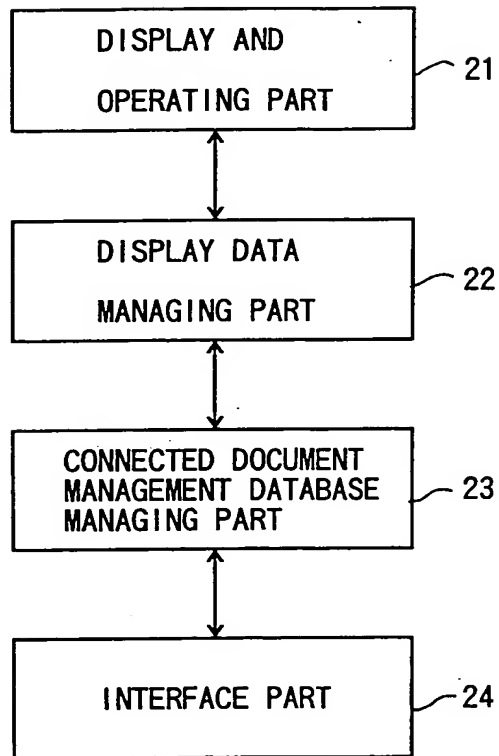 DISPLAY AND
OPERATING PART
21
DISPLAY DATA
MANAGING PART
22
CONNECTED DOCUMENT
MANAGEMENT DATABASE
MANAGING PART
23
INTERFACE PART
24